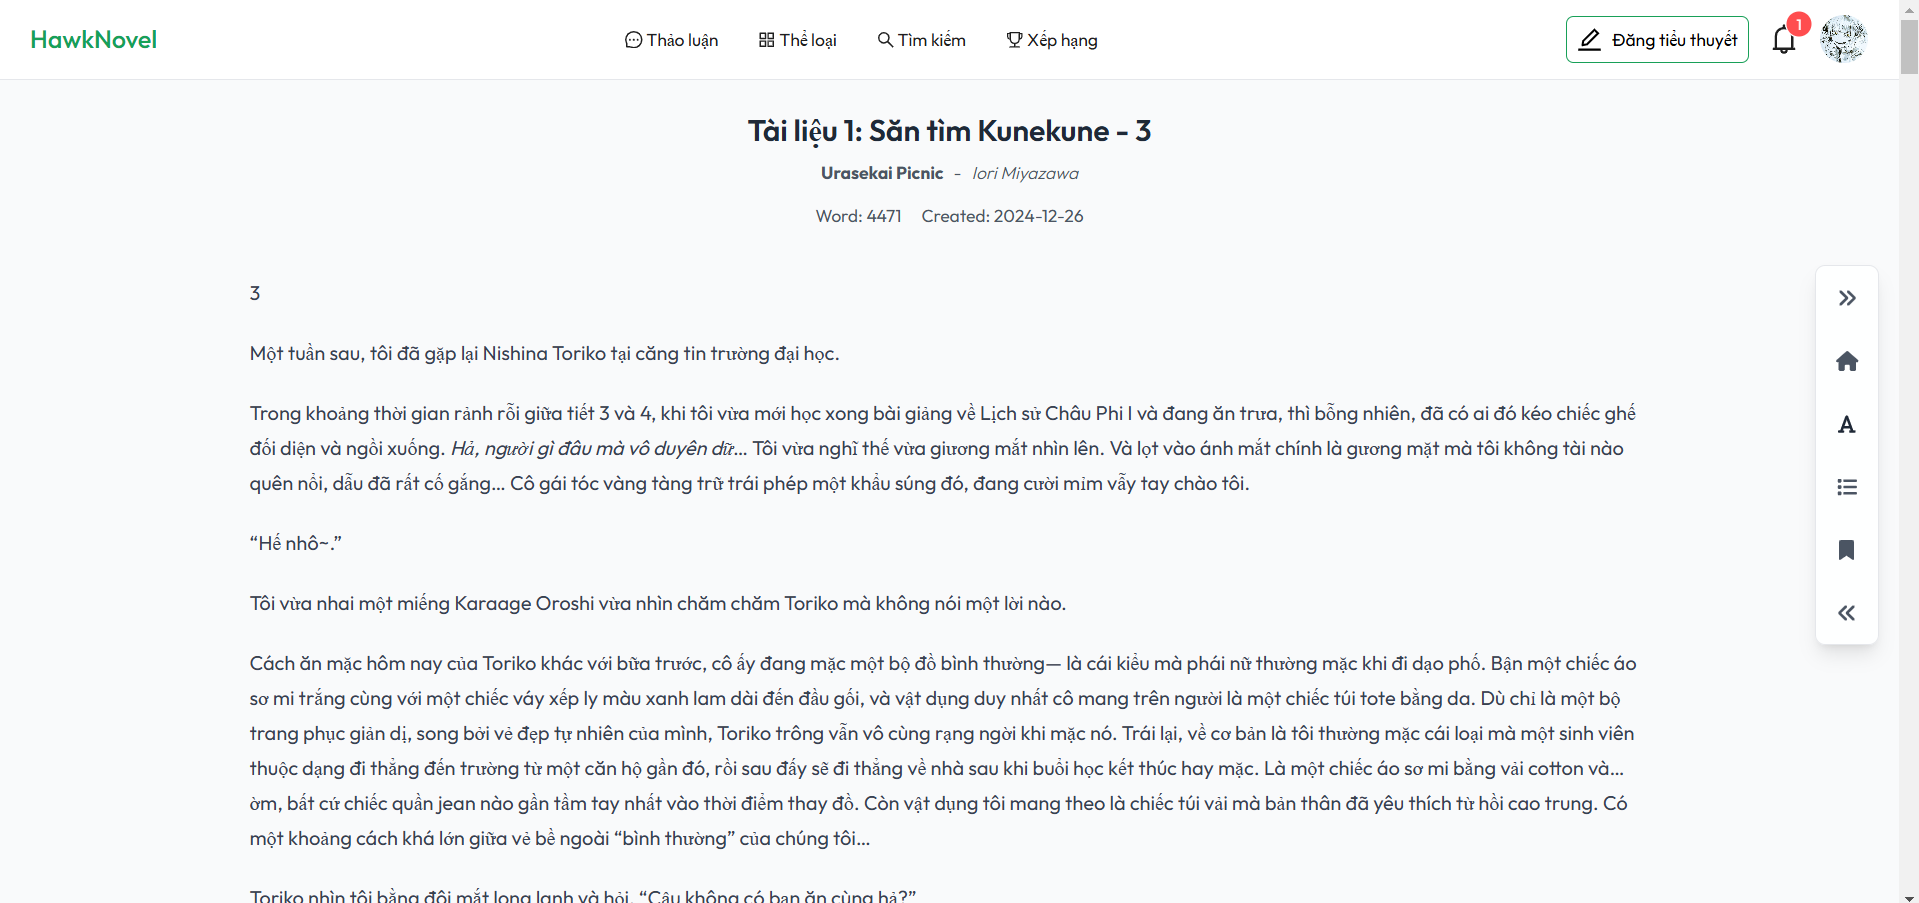 HawkNovel
Thảo luận
Thể loại
Tìm kiếm
Xếp hạng
Đăng tiểu thuyết
1
Tài liệu 1: Săn tìm Kunekune - 3
Urasekai Picnic - Iori Miyazawa
Word: 4471 Created: 2024-12-26
3
Một tuần sau, tôi đã gặp lại Nishina Toriko tại căng tin trường đại học.
Trong khoảng thời gian rảnh rỗi giữa tiết 3 và 4, khi tôi vừa mới học xong bài giảng về Lịch sử Châu Phi I và đang ăn trưa, thì bỗng nhiên, đã có ai đó kéo chiếc ghế
đối diện và ngồi xuống. Hả, người gì đâu mà vô duyên dữ... Tôi vừa nghĩ thế vừa giương mắt nhìn lên. Và lọt vào ánh mắt chính là gương mặt mà tôi không tài nào
quên nổi, dẫu đã rất cố gắng... Cô gái tóc vàng tàng trữ trái phép một khẩu súng đó, đang cười mỉm vẫy tay chào tôi.
“Hế nhô~.”
Tôi vừa nhai một miếng Karaage Oroshi vừa nhìn chăm chăm Toriko mà không nói một lời nào.
Cách ăn mặc hôm nay của Toriko khác với bữa trước, cô ấy đang mặc một bộ đồ bình thường— là cái kiểu mà phái nữ thường mặc khi đi dạo phố. Bận một chiếc áo
sơ mi trắng cùng với một chiếc váy xếp ly màu xanh lam dài đến đầu gối, và vật dụng duy nhất cô mang trên người là một chiếc túi tote bằng da. Dù chỉ là một bộ
trang phục giản dị, song bởi vẻ đẹp tự nhiên của mình, Toriko trông vẫn vô cùng rạng ngời khi mặc nó. Trái lại, về cơ bản là tôi thường mặc cái loại mà một sinh viên
thuộc dạng đi thẳng đến trường từ một căn hộ gần đó, rồi sau đấy sẽ đi thẳng về nhà sau khi buổi học kết thúc hay mặc. Là một chiếc áo sơ mi bằng vải cotton và...
ờm, bất cứ chiếc quần jean nào gần tầm tay nhất vào thời điểm thay đồ. Còn vật dụng tôi mang theo là chiếc túi vải mà bản thân đã yêu thích từ hồi cao trung. Có
một khoảng cách khá lớn giữa vẻ bề ngoài “bình thường” của chúng tôi...
Toriko nhìn tôi bằng đôi mắt long lanh và hỏi, “Cậu không có bạn ăn cùng hả?”